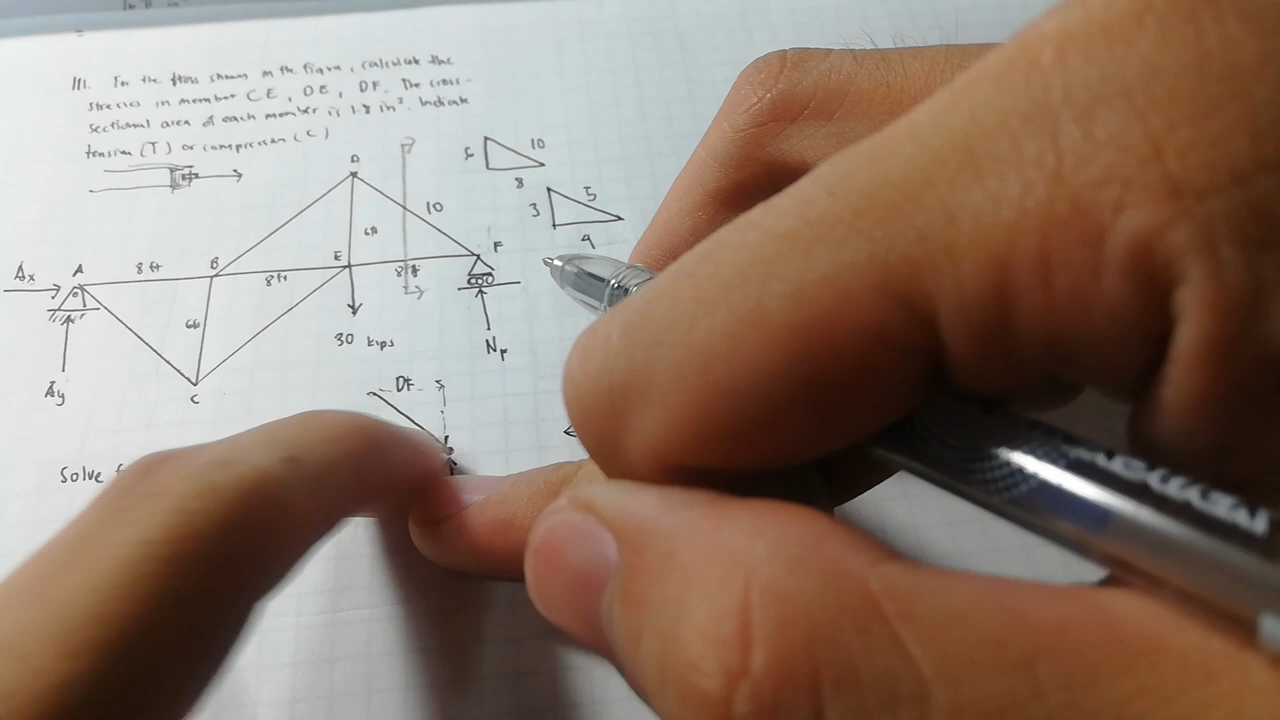 III. For the truss shown in the figure, calculate the
stresses in member CE, DE, DF. The cross-
sectional area of each member is 1.8 in². Indicate
tension (T) or compression (C)
6
10
8
3
5
4
D
10
6ft
F
E
B
A
Ax
8 ft
8 ft
8 ft
6ft
30 kips
NF
Ay
C
DF
Solve